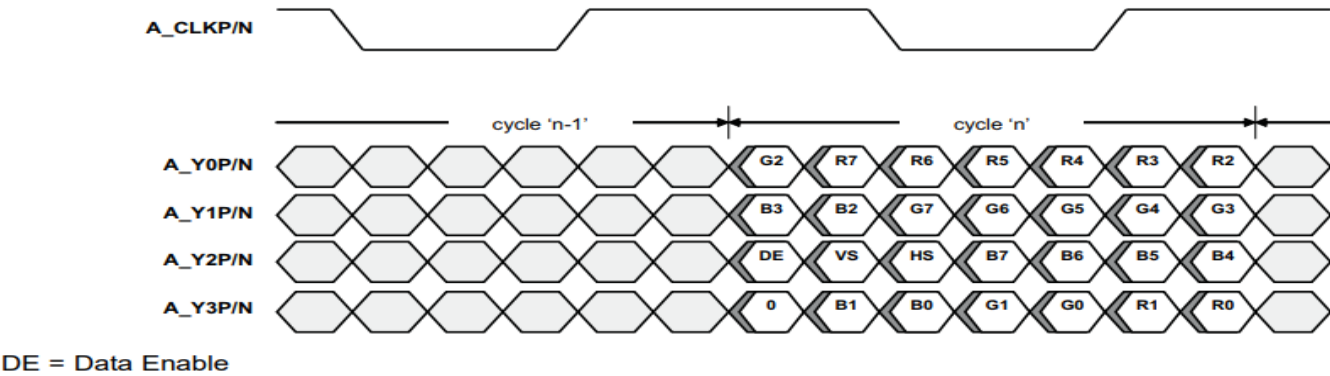 A_CLKP/N
cycle ‘n-1’ cycle ‘n’
A_Y0P/N G2 R7 R6 R5 R4 R3 R2
A_Y1P/N B3 B2 G7 G6 G5 G4 G3
A_Y2P/N DE VS HS B7 B6 B5 B4
A_Y3P/N 0 B1 B0 G1 G0 R1 R0
DE = Data Enable